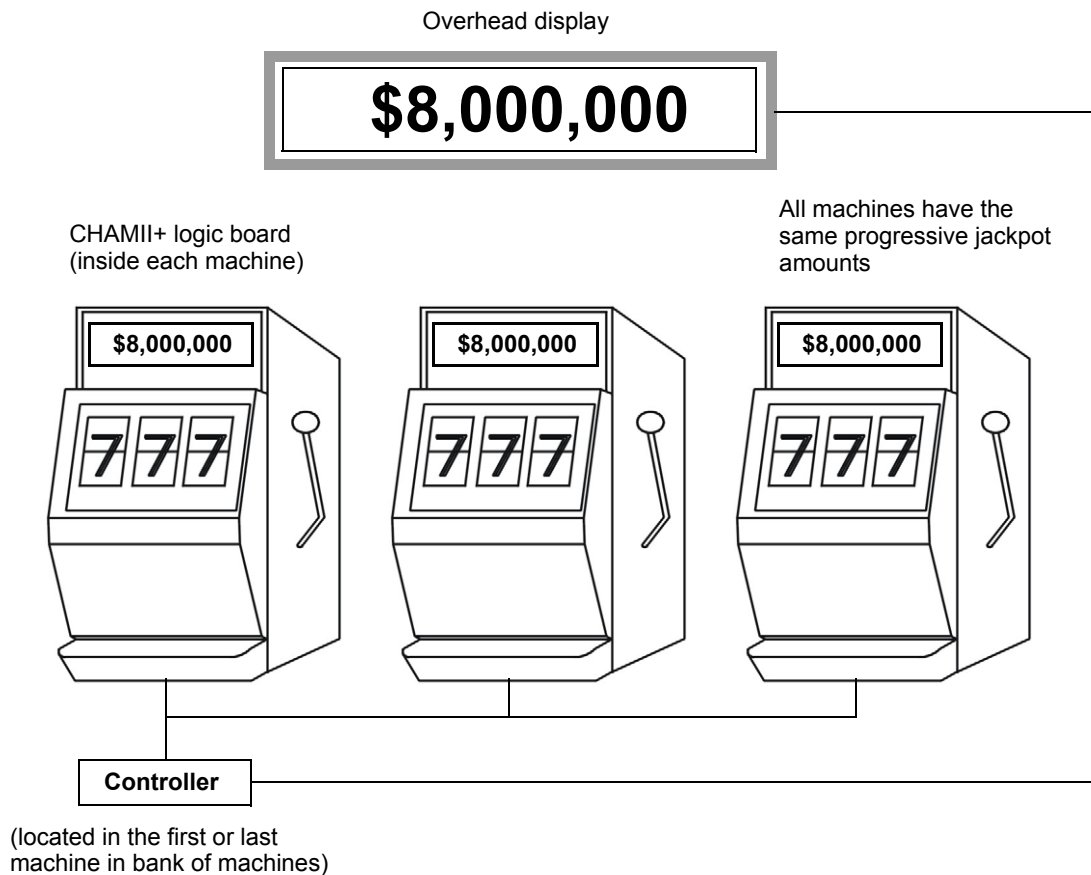 Overhead display
$8,000,000
CHAMII+ logic board
(inside each machine)
All machines have the
same progressive jackpot
amounts
$8,000,000
$8,000,000
$8,000,000
777
777
777
Controller
(located in the first or last
machine in bank of machines)